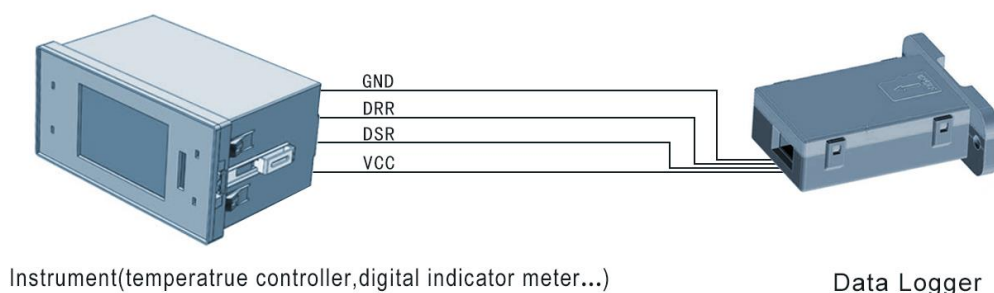 GND
DRR
DSR
VCC
Instrument(temperatrue controller,digital indicator meter...)
Data Logger